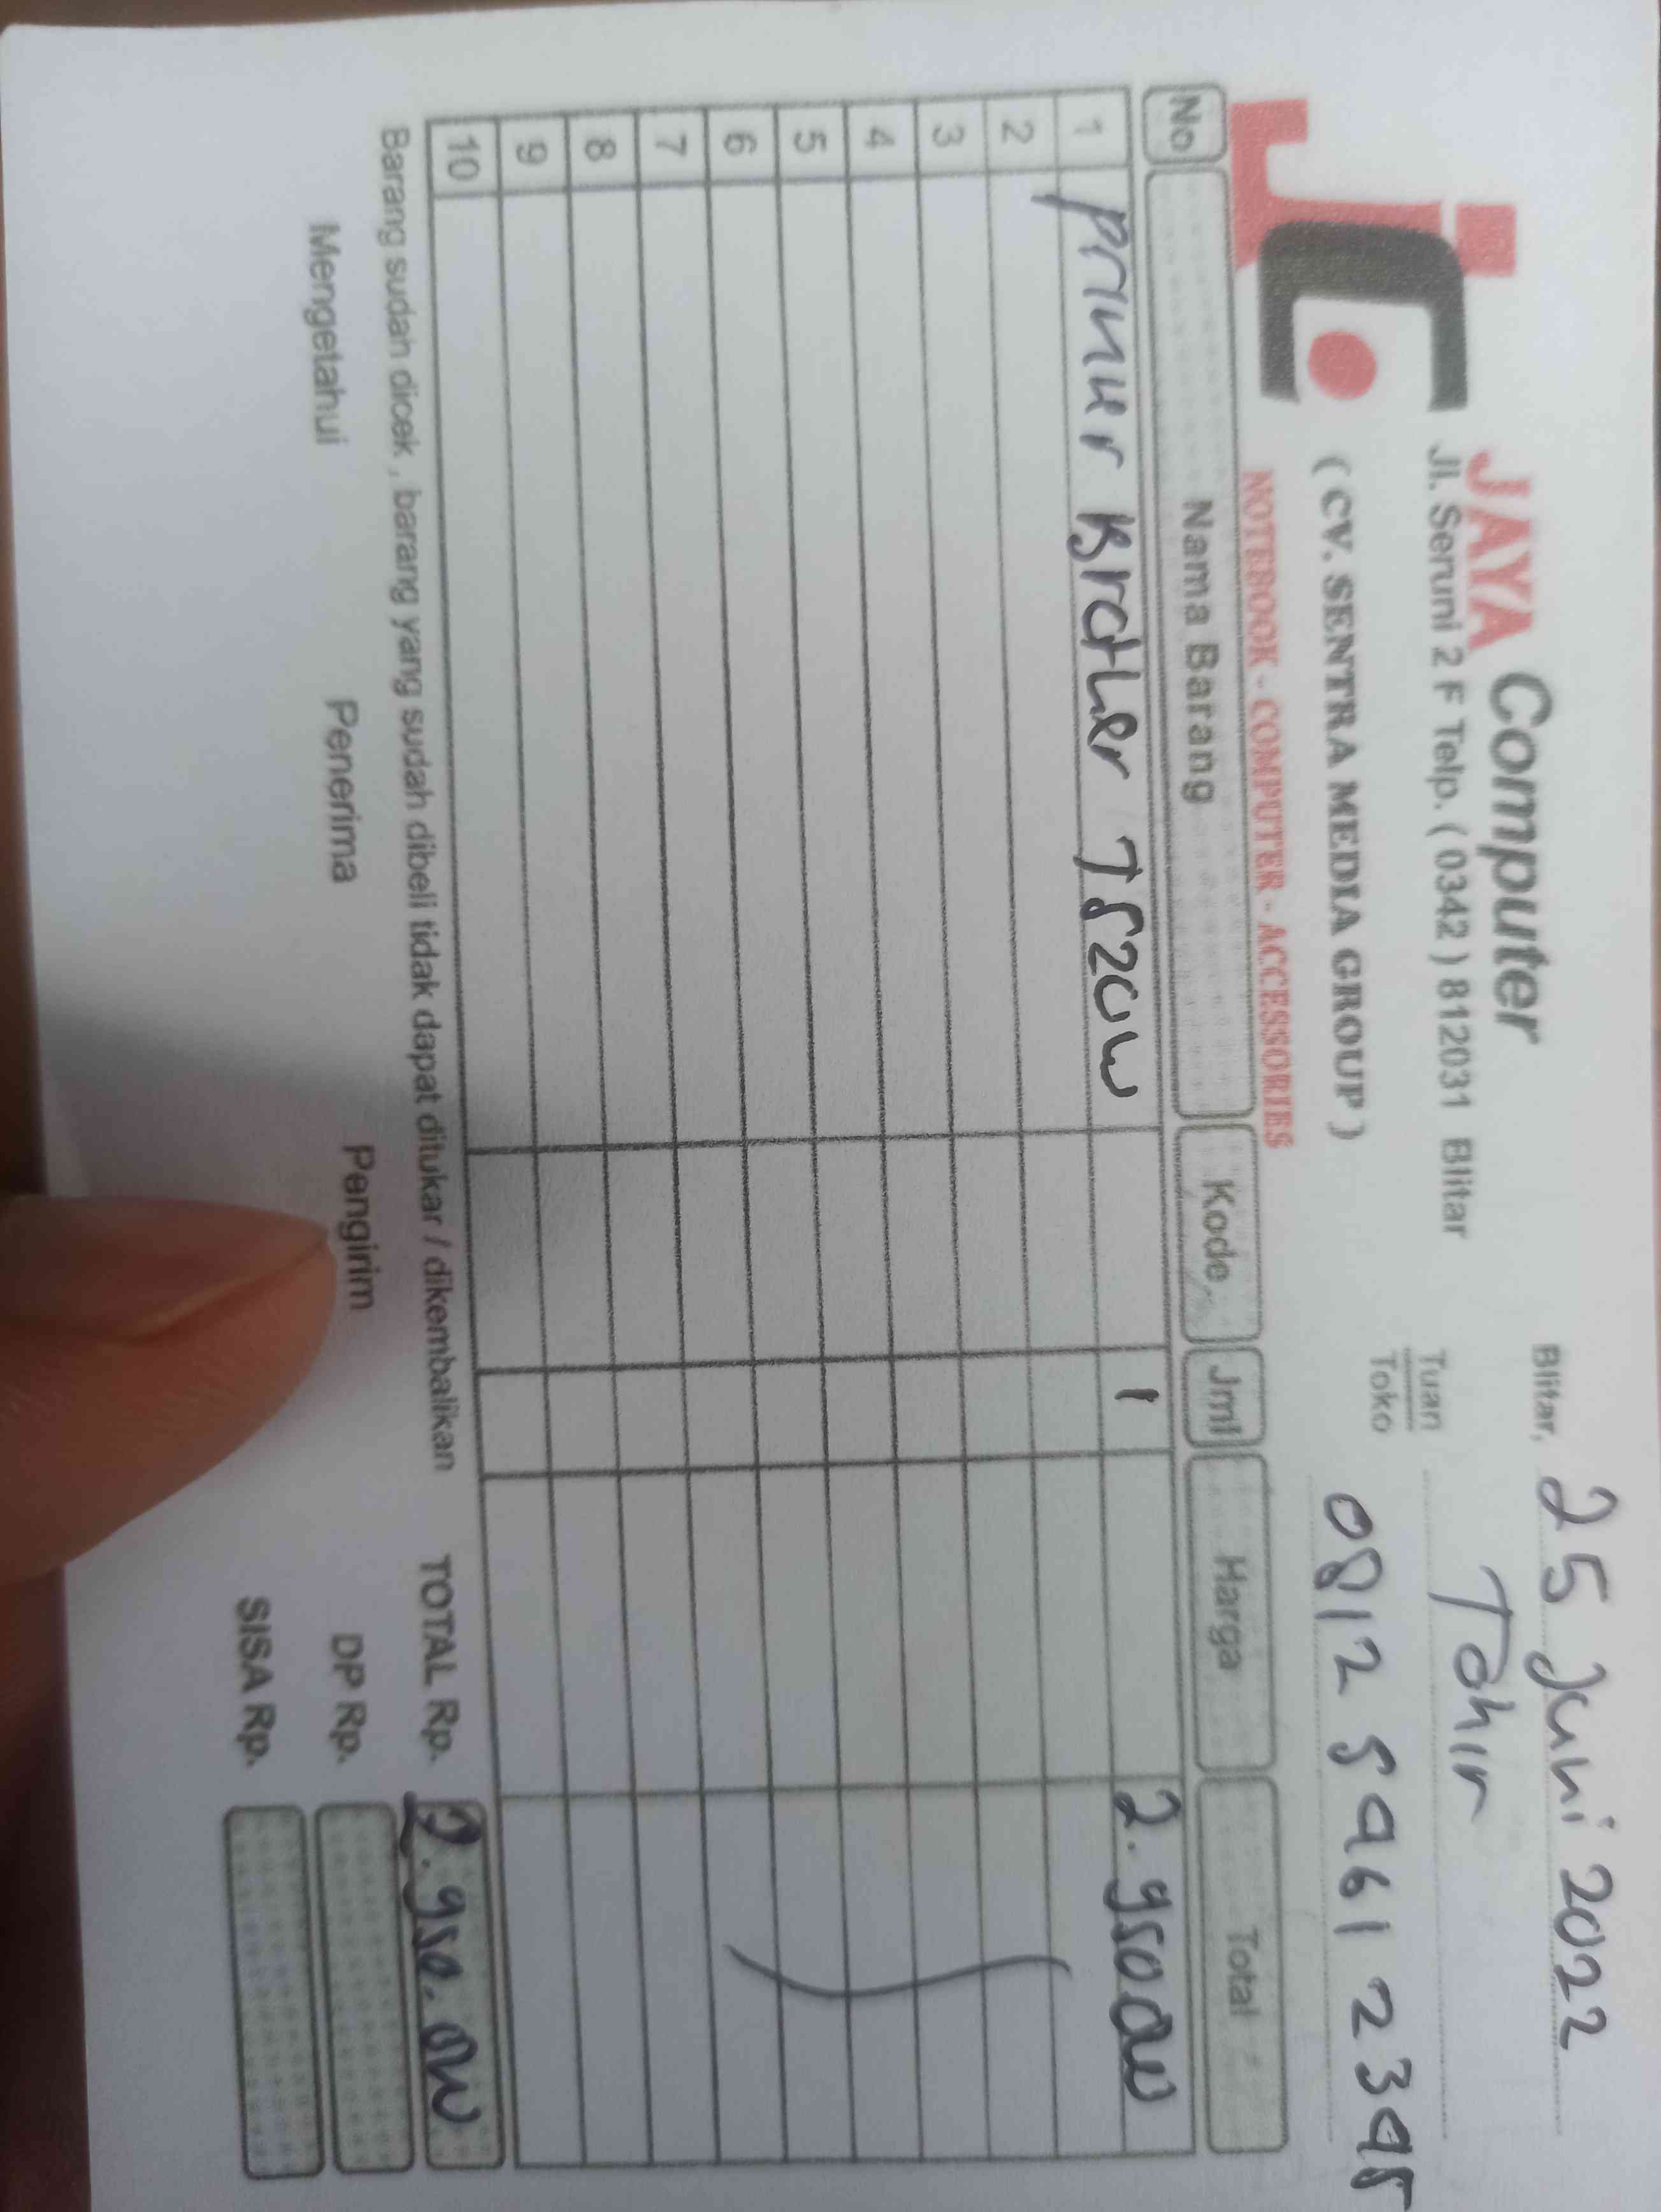 JAYA Computer
Jl. Seruni 2 F Telp. ( 0342 ) 812031 Blitar
( CV. SENTRA MEDIA GROUP )
NOTEBOOK - COMPUTER - ACCESSORIES
Blitar, 25 Juni 2022
Tuan Tohir
Toko 0812 5961 2398
No Nama Barang Kode Jml Harga Total
1 Printer Brother T520W 1 2.950.000
2
3
4
5
6
7
8
9
10
Barang sudah dicek , barang yang sudah dibeli tidak dapat ditukar / dikembalikan
TOTAL Rp. 2.950.000
Mengetahui Penerima Pengirim
DP Rp.
SISA Rp.